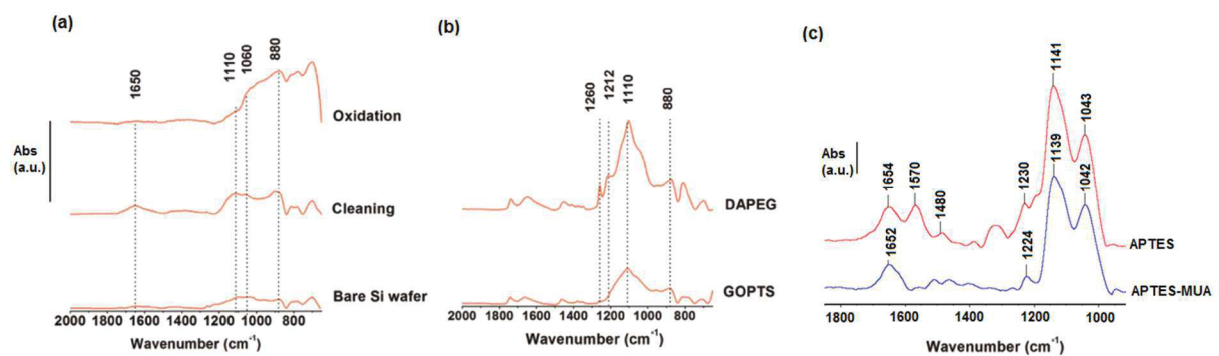 (a)
1650
1110
1060
880
Oxidation
Abs
(a.u.)
Cleaning
Bare Si wafer
2000 1800 1600 1400 1200 1000 800
Wavenumber (cm-1)
(b)
1260
1212
1110
880
DAPEG
GOPTS
2000 1800 1600 1400 1200 1000 800
Wavenumber (cm-1)
(c)
1141
1043
1139
1042
Abs
(a.u.)
1654
1570
1480
1230
APTES
1652
1224
APTES-MUA
1800 1600 1400 1200 1000
Wavenumber (cm-1)